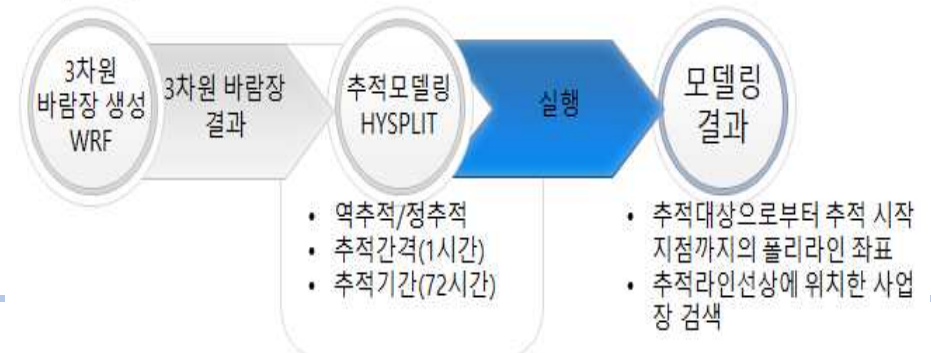 3차원
바람장 생성
WRF
3차원 바람장
결과
추적모델링
HYSPLIT
실행
모델링
결과
• 역추적/정추적
• 추적간격(1시간)
• 추적기간(72시간)
• 추적대상으로부터 추적 시작
지점까지의 폴리라인 좌표
• 추적라인선상에 위치한 사업
장 검색